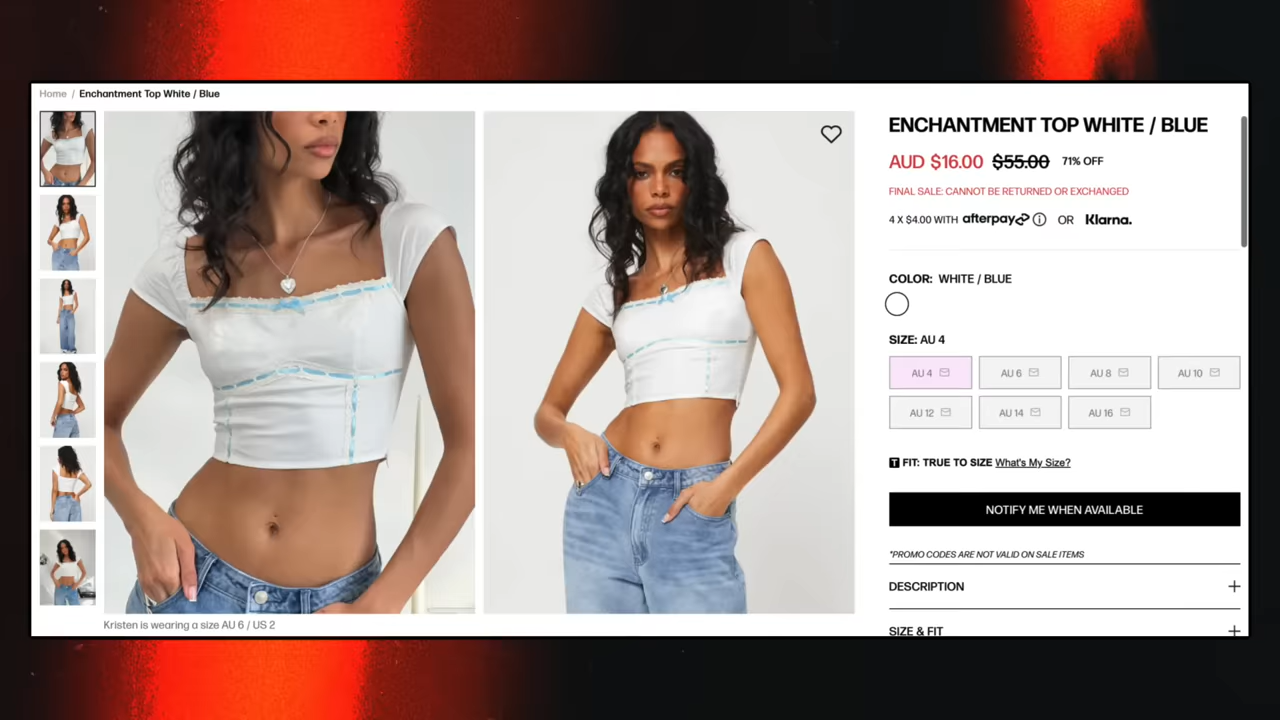 Home / Enchantment Top White / Blue
ENCHANTMENT TOP WHITE / BLUE
AUD $16.00 $55.00 71% OFF
FINAL SALE: CANNOT BE RETURNED OR EXCHANGED
4 X $4.00 WITH afterpay OR Klarna.
COLOR: WHITE / BLUE
SIZE: AU 4
AU 4 AU 6 AU 8 AU 10
AU 12 AU 14 AU 16
T FIT: TRUE TO SIZE What's My Size?
NOTIFY ME WHEN AVAILABLE
*PROMO CODES ARE NOT VALID ON SALE ITEMS
DESCRIPTION
SIZE & FIT
Kristen is wearing a size AU 6 / US 2